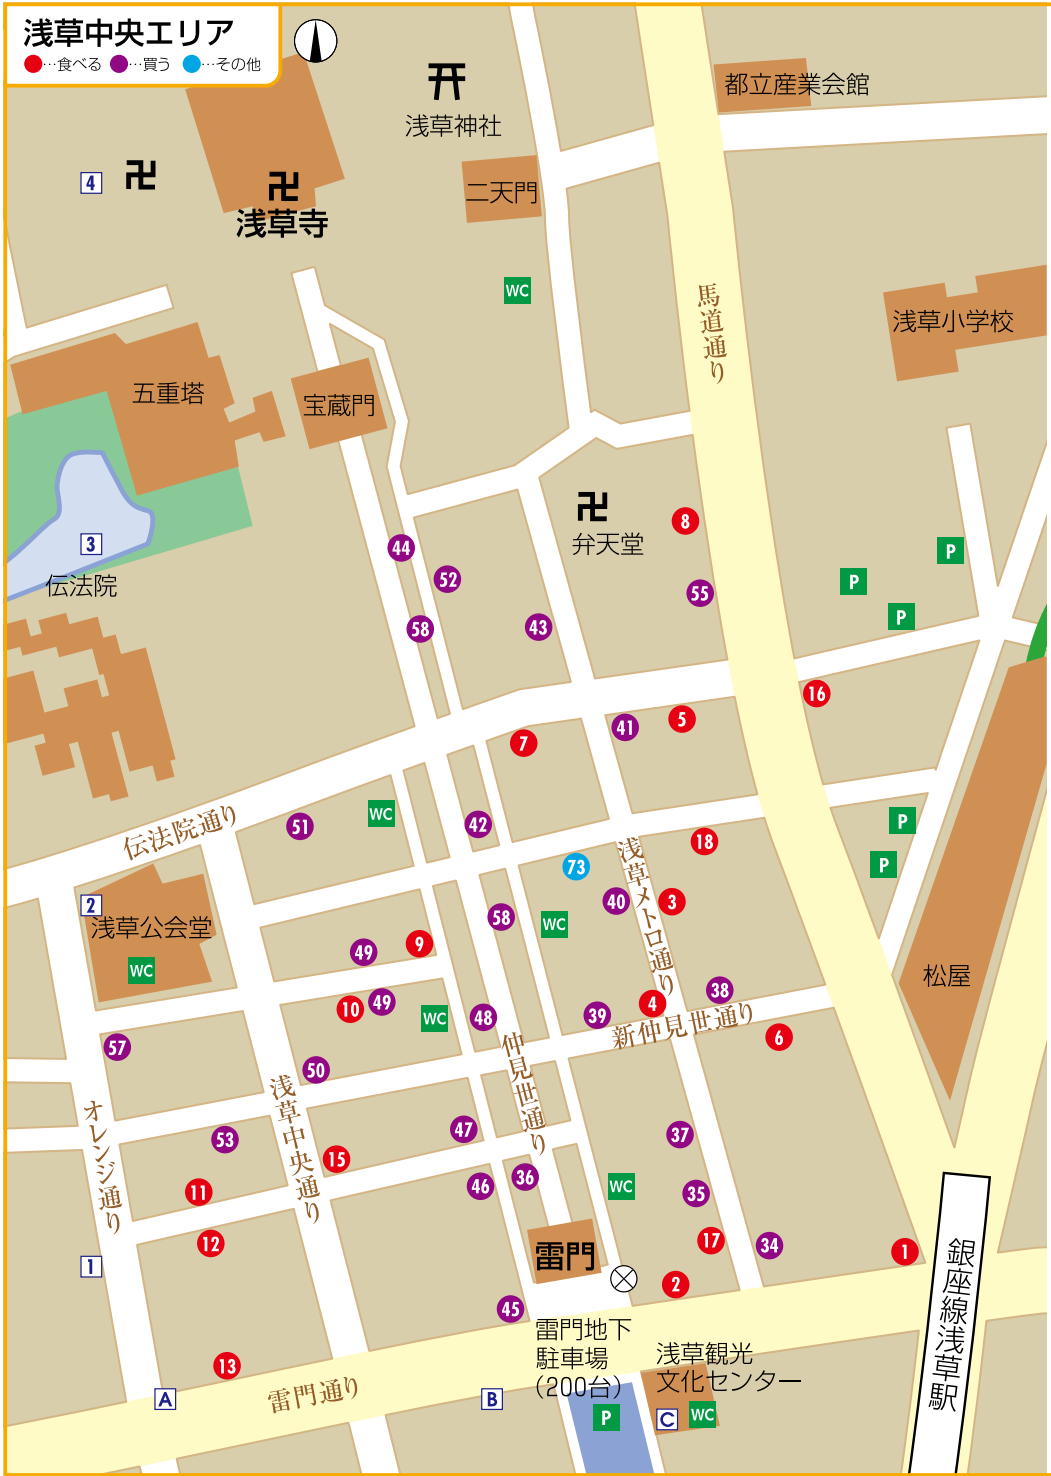 浅草中央エリア
…食べる …買う …その他
都立産業会館
浅草神社
4
二天門
浅草寺
WC
馬道通り
浅草小学校
五重塔
宝蔵門
8
弁天堂
3
44
P
52
P
伝法院
55
P
58
43
16
5
41
7
伝法院通り
WC
51
42
P
浅草メトロ通り
18
73
P
2
40
3
浅草公会堂
58
WC
9
49
WC
松屋
38
10
49
4
39
新仲見世通り
WC
48
6
57
仲見世通り
50
浅草中央通り
オレンジ通り
53
47
37
15
11
36
46
WC
35
12
17
34
1
1
雷門
銀座線浅草駅
2
45
雷門地下
駐車場
(200台)
浅草観光
文化センター
13
雷門通り
A
B
P
C
WC